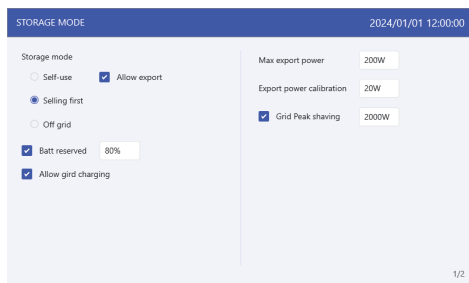 STORAGE MODE
2024/01/01 12:00:00
Storage mode
Self-use
Allow export
Selling first
Off grid
Batt reserved
80%
Allow gird charging
Max export power
200W
Export power calibration
20W
Grid Peak shaving
2000W
1/2